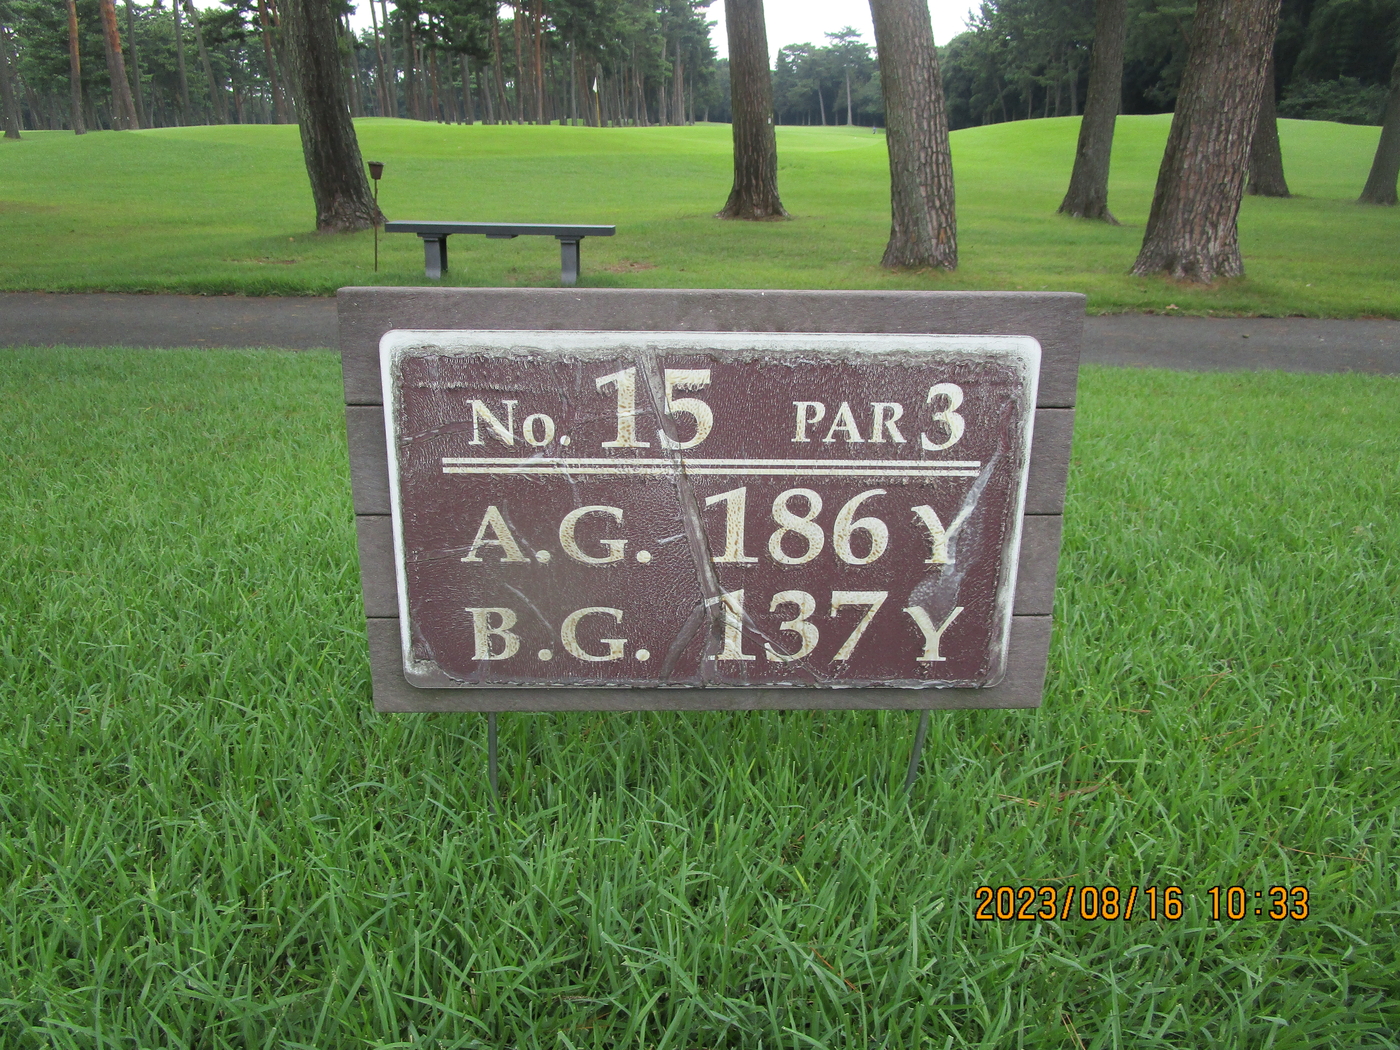 No. 15 PAR 3
A.G. 186 Y
B.G. 137 Y
2023/08/16 10:33